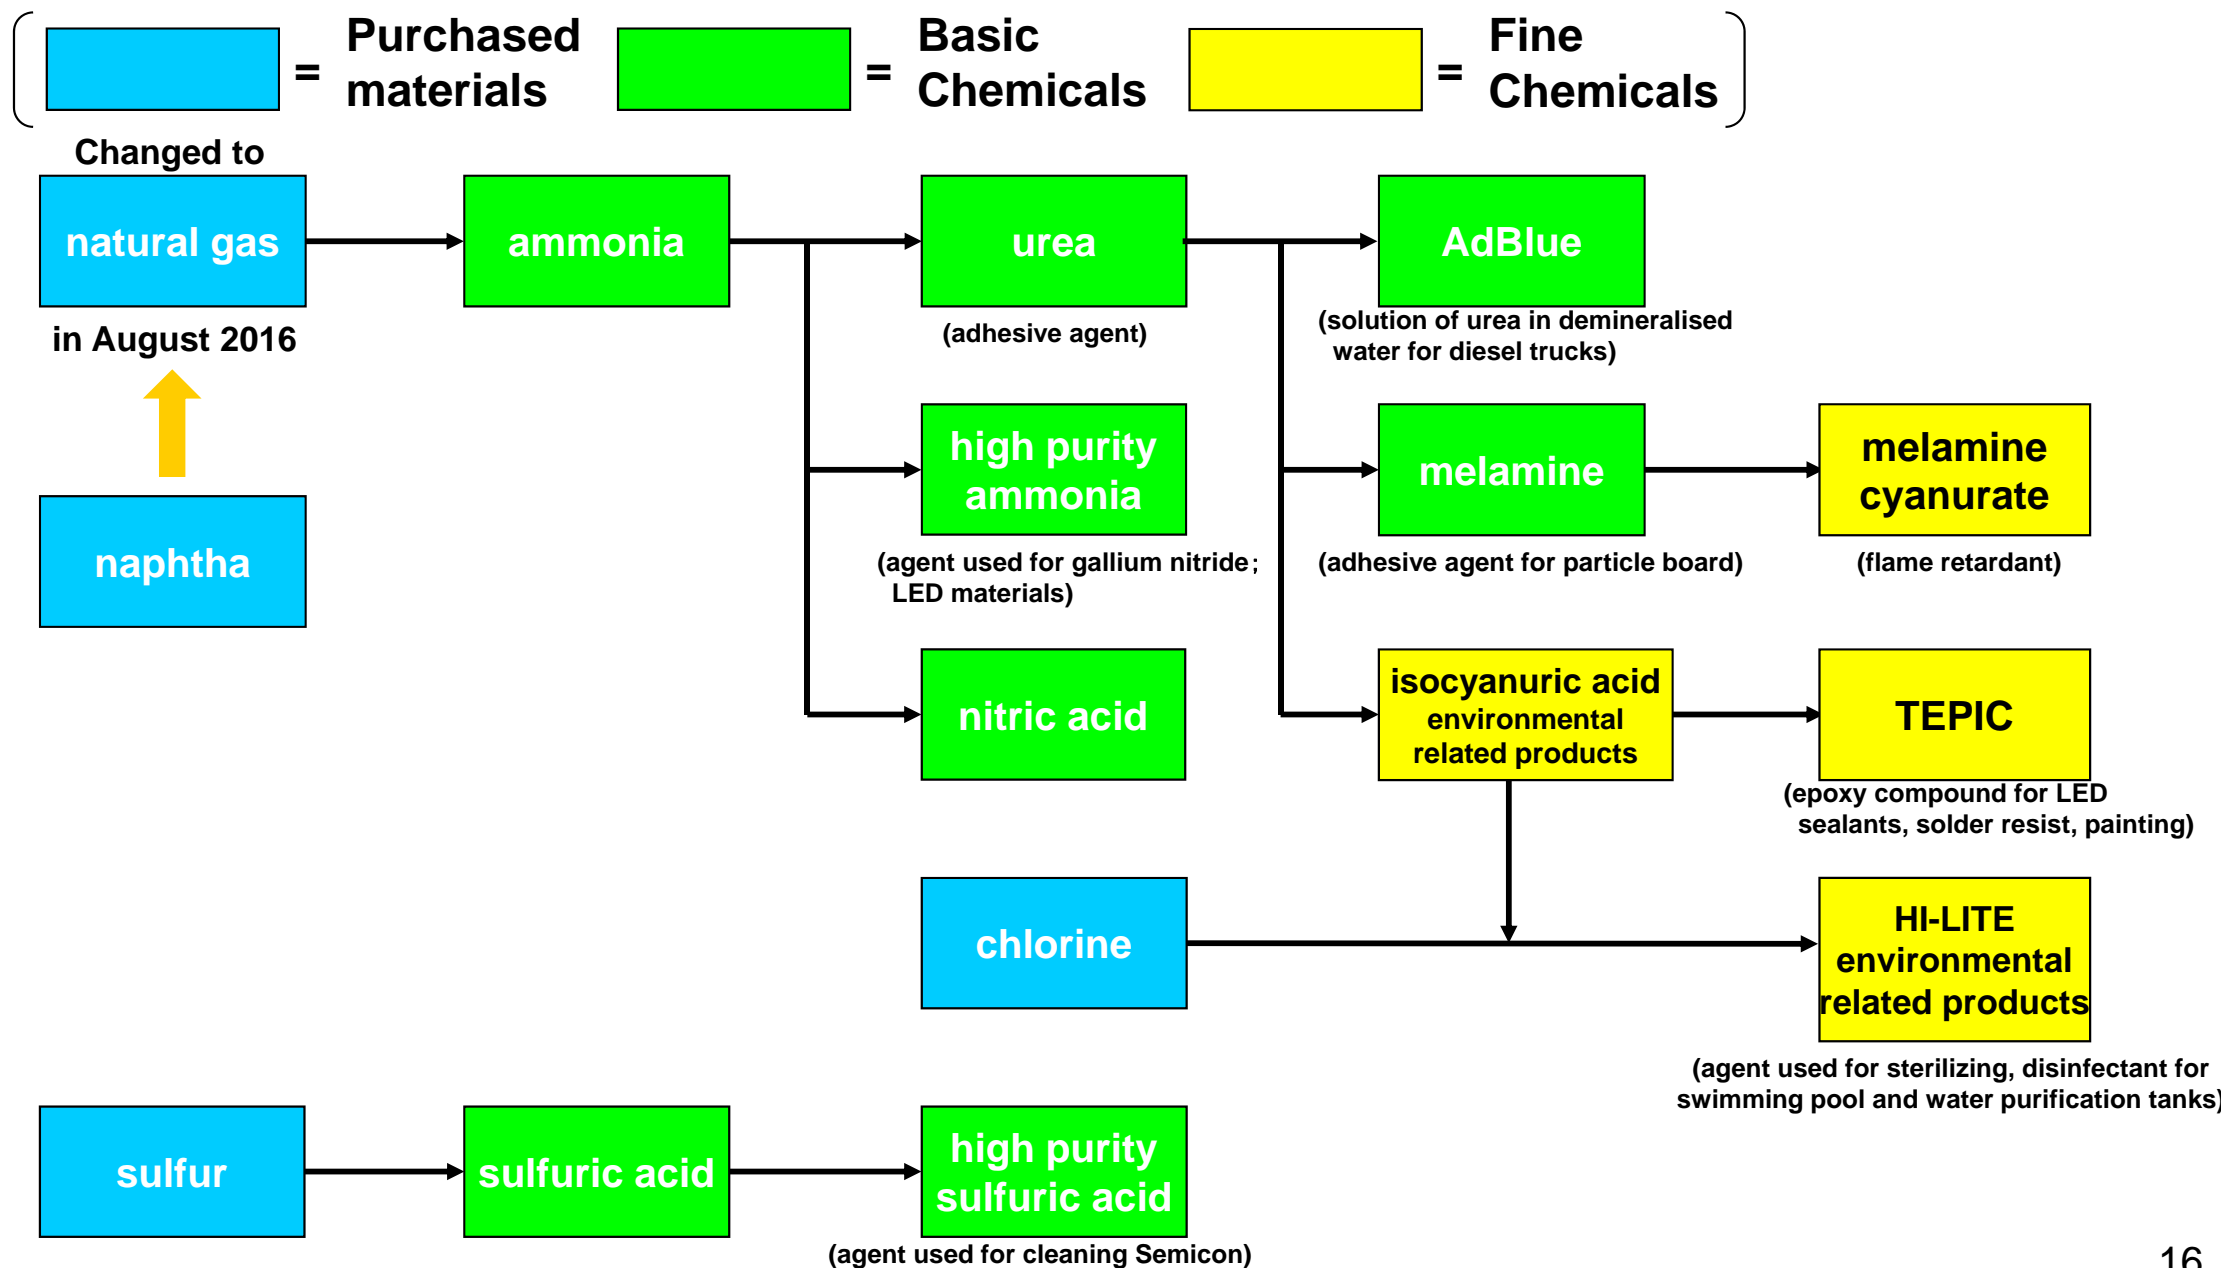 = Purchased
materials
= Basic
Chemicals
= Fine
Chemicals
Changed to
natural gas
in August 2016
naphtha
ammonia
urea
(adhesive agent)
AdBlue
(solution of urea in demineralised
water for diesel trucks)
high purity
ammonia
(agent used for gallium nitride;
LED materials)
melamine
(adhesive agent for particle board)
melamine
cyanurate
(flame retardant)
nitric acid
isocyanuric acid
environmental
related products
TEPIC
(epoxy compound for LED
sealants, solder resist, painting)
chlorine
HI-LITE
environmental
related products
(agent used for sterilizing, disinfectant for
swimming pool and water purification tanks)
sulfur
sulfuric acid
high purity
sulfuric acid
(agent used for cleaning Semicon)
16